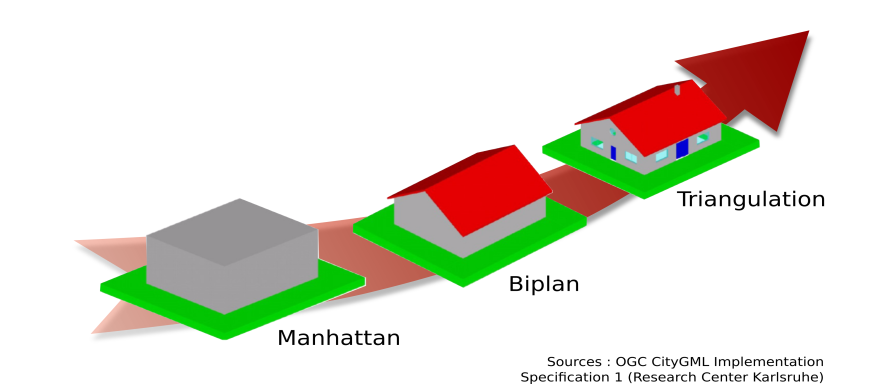 Triangulation
Biplan
Manhattan
Sources : OGC CityGML Implementation
Specification 1 (Research Center Karlsruhe)